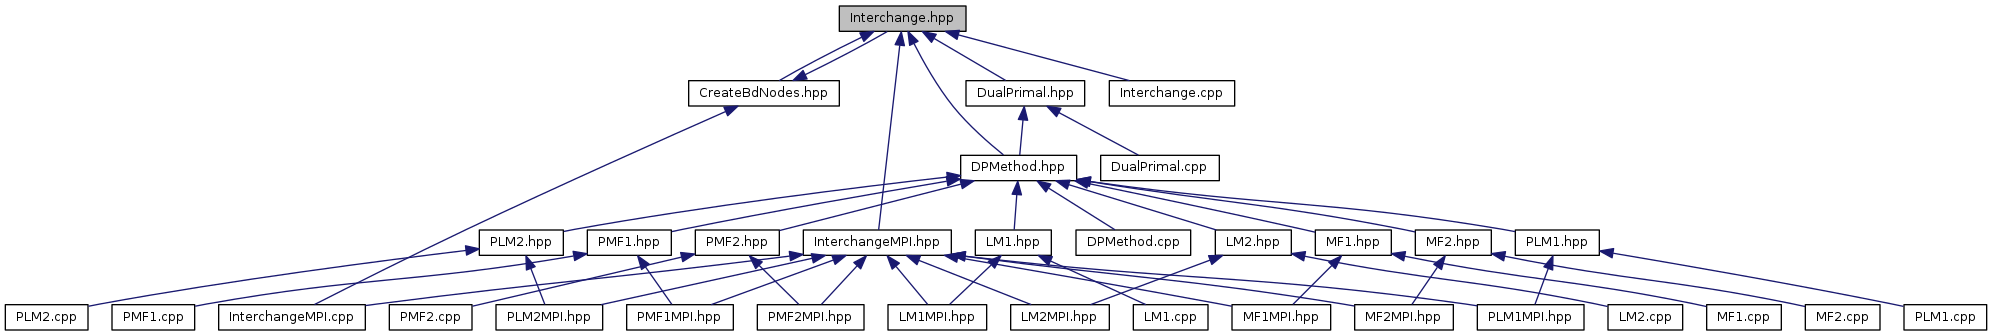 Interchange.hpp
CreateBdNodes.hpp
DualPrimal.hpp
Interchange.cpp
DPMethod.hpp
DualPrimal.cpp
PLM2.hpp
PMF1.hpp
PMF2.hpp
InterchangeMPI.hpp
LM1.hpp
DPMethod.cpp
LM2.hpp
MF1.hpp
MF2.hpp
PLM1.hpp
PLM2.cpp
PMF1.cpp
InterchangeMPI.cpp
PMF2.cpp
PLM2MPI.hpp
PMF1MPI.hpp
PMF2MPI.hpp
LM1MPI.hpp
LM2MPI.hpp
LM1.cpp
MF1MPI.hpp
MF2MPI.hpp
PLM1MPI.hpp
LM2.cpp
MF1.cpp
MF2.cpp
PLM1.cpp